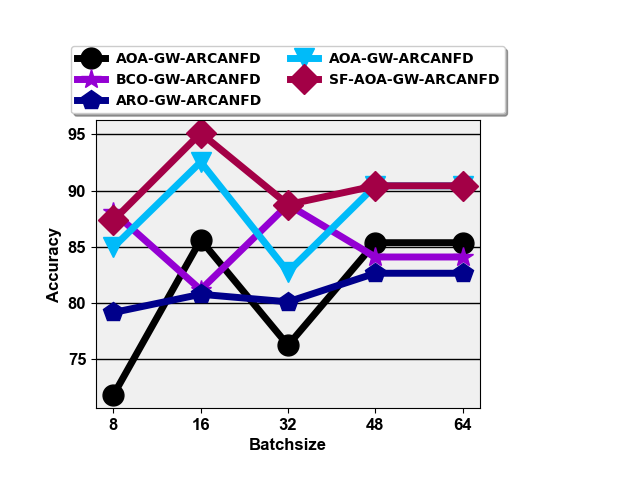 AOA-GW-ARCANFD
BCO-GW-ARCANFD
ARO-GW-ARCANFD
AOA-GW-ARCANFD
SF-AOA-GW-ARCANFD
95
90
85
80
75
Accuracy
8 16 32 48 64
Batchsize